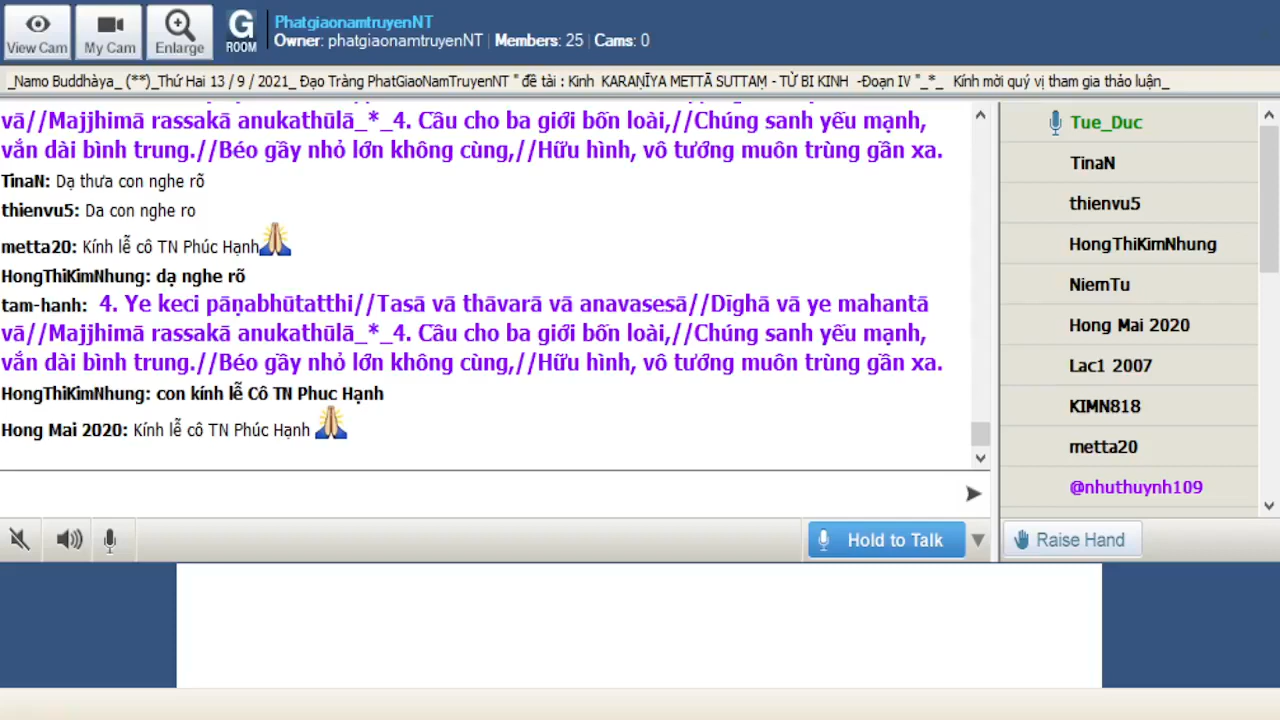 View Cam
My Cam
Enlarge
G
ROOM
PhatgiaonamtruyenNT
Owner: phatgiaonamtruyenNT | Members: 25 | Cams: 0
_Namo Buddhàya_ (**)_Thứ Hai 13 / 9 / 2021_ Đạo Tràng PhatGiaoNamTruyenNT " đề tài : Kinh KARAṆĪYA METTĀ SUTTAṂ - TỪ BI KINH -Đoạn IV "_*_ Kính mời quý vị tham gia thảo luận_
vā//Majjhimā rassakā anukathūlā_*_4. Cầu cho ba giới bốn loài,//Chúng sanh yếu mạnh,
vắn dài bình trung.//Béo gầy nhỏ lớn không cùng,//Hữu hình, vô tướng muôn trùng gần xa.
TinaN: Dạ thưa con nghe rõ
thienvu5: Da con nghe ro
metta20: Kính lễ cô TN Phúc Hạnh
HongThiKimNhung: dạ nghe rõ
tam-hanh: 4. Ye keci pāṇabhūtatthi//Tasā vā thāvarā vā anavasesā//Dīghā vā ye mahantā
vā//Majjhimā rassakā anukathūlā_*_4. Cầu cho ba giới bốn loài,//Chúng sanh yếu mạnh,
vắn dài bình trung.//Béo gầy nhỏ lớn không cùng,//Hữu hình, vô tướng muôn trùng gần xa.
HongThiKimNhung: con kính lễ Cô TN Phuc Hạnh
Hong Mai 2020: Kính lễ cô TN Phúc Hạnh
Tue_Duc
TinaN
thienvu5
HongThiKimNhung
NiemTu
Hong Mai 2020
Lac1 2007
KIMN818
metta20
@nhuthuynh109
Hold to Talk
Raise Hand